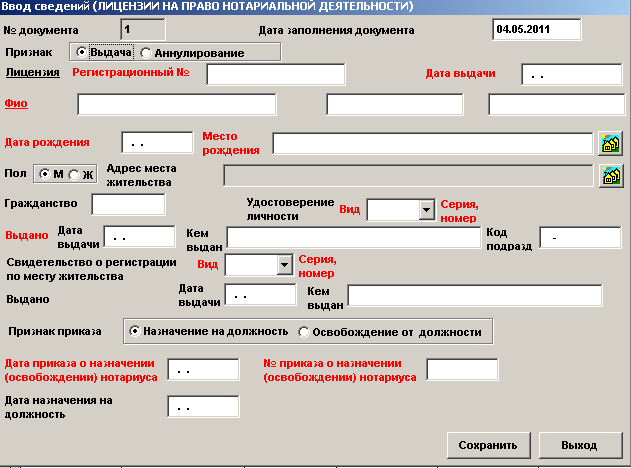 Ввод сведений (ЛИЦЕНЗИИ НА ПРАВО НОТАРИАЛЬНОЙ ДЕЯТЕЛЬНОСТИ)
№ документа 1 Дата заполнения документа 04.05.2011
Признак Выдача Аннулирование
Лицензия Регистрационный № Дата выдачи . .
Фио
Дата рождения . . Место
рождения
Пол М Ж Адрес места
жительства
Гражданство Удостоверение
личности Вид Серия,
номер
Выдано Дата
выдачи . . Кем
выдан Код
подразд -
Свидетельство о регистрации
по месту жительства Вид Серия,
номер
Выдано Дата
выдачи . . Кем
выдан
Признак приказа Назначение на должность Освобождение от должности
Дата приказа о назначении
(освобождении) нотариуса . . № приказа о назначении
(освобождении) нотариуса
Дата назначения на
должность . .
Сохранить Выход